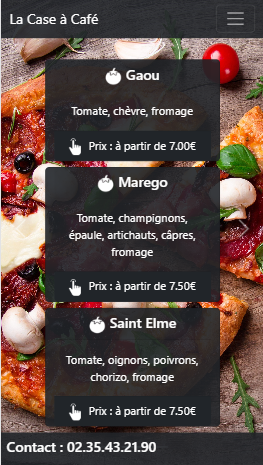 La Case à Café
Gaou
Tomate, chèvre, fromage
Prix : à partir de 7.00€
Marego
Tomate, champignons,
épaule, artichauts, câpres,
fromage
Prix : à partir de 7.50€
Saint Elme
Tomate, oignons, poivrons,
chorizo, fromage
Prix : à partir de 7.50€
Contact : 02.35.43.21.90